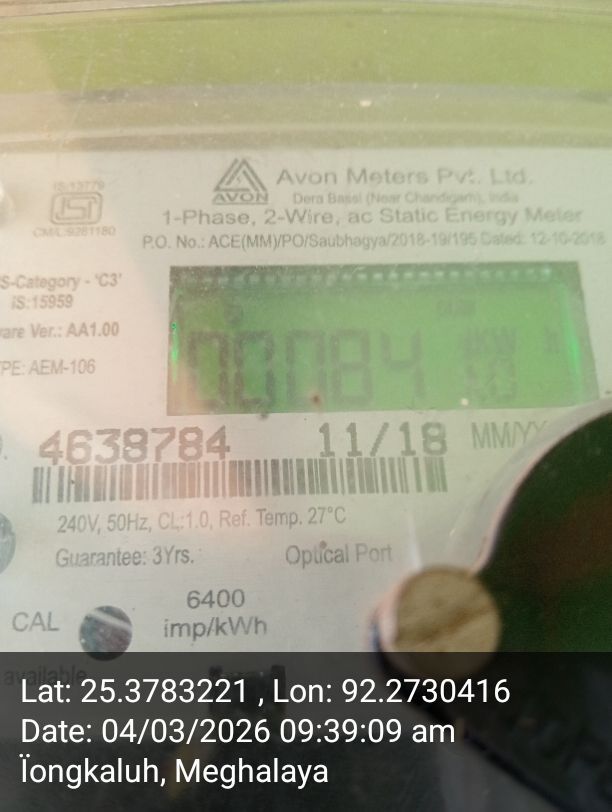 IS:13779
ISI
CM/L:9261180
AVON
Avon Meters Pvt. Ltd.
Dera Bassi (Near Chandigarh), India
1-Phase, 2-Wire, ac Static Energy Meter
P.O. No.: ACE(MM)/PO/Saubhagya/2018-19/195 Dated: 12-10-2018
S-Category - 'C3'
IS:15959
are Ver.: AA1.00
PE: AEM-106
4638784 11/18 MM/YY
240V, 50Hz, CL:1.0, Ref. Temp. 27°C
Guarantee: 3Yrs. Optical Port
CAL
6400
imp/kWh
available
Lat: 25.3783221 , Lon: 92.2730416
Date: 04/03/2026 09:39:09 am
Ïongkaluh, Meghalaya